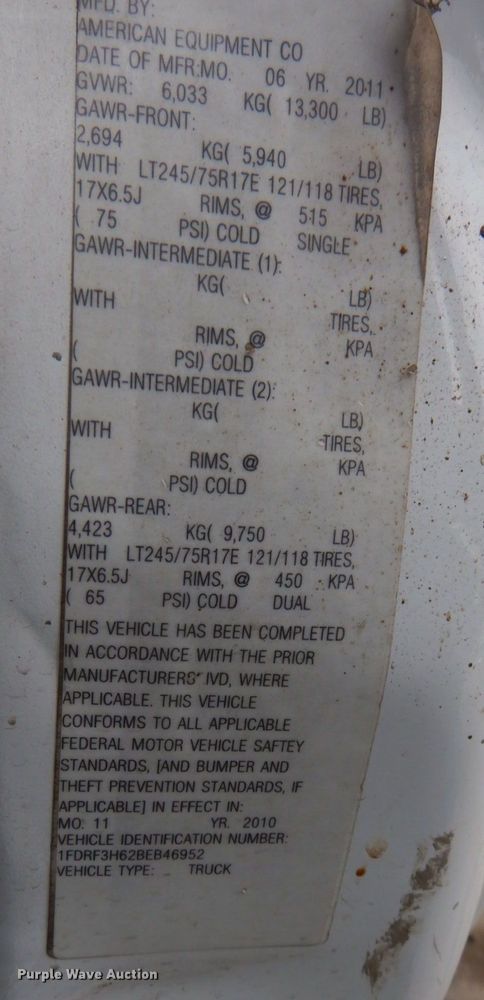 MFD. BY:
AMERICAN EQUIPMENT CO
DATE OF MFR:MO. 06 YR. 2011
GVWR: 6,033 KG( 13,300 LB)
GAWR-FRONT:
2,694 KG( 5,940 LB)
WITH LT245/75R17E 121/118 TIRES,
17X6.5J RIMS, @ 515 KPA
( 75 PSI) COLD SINGLE
GAWR-INTERMEDIATE (1):
KG( LB)
WITH TIRES,
RIMS, @ KPA
( PSI) COLD
GAWR-INTERMEDIATE (2):
KG( LB)
WITH TIRES,
RIMS, @ KPA
( PSI) COLD
GAWR-REAR:
4,423 KG( 9,750 LB)
WITH LT245/75R17E 121/118 TIRES,
17X6.5J RIMS, @ 450 KPA
( 65 PSI) COLD DUAL
THIS VEHICLE HAS BEEN COMPLETED
IN ACCORDANCE WITH THE PRIOR
MANUFACTURERS' IVD, WHERE
APPLICABLE. THIS VEHICLE
CONFORMS TO ALL APPLICABLE
FEDERAL MOTOR VEHICLE SAFTEY
STANDARDS, [AND BUMPER AND
THEFT PREVENTION STANDARDS, IF
APPLICABLE] IN EFFECT IN:
MO: 11 YR. 2010
VEHICLE IDENTIFICATION NUMBER:
1FDRF3H62BEB46952
VEHICLE TYPE: TRUCK
Purple Wave Auction